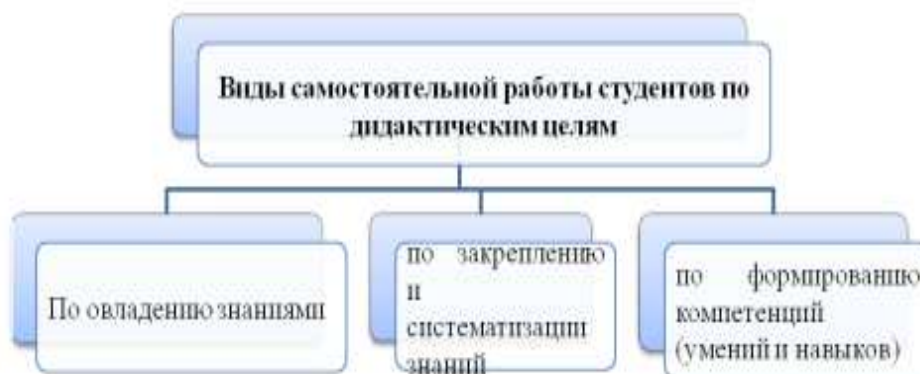 Виды самостоятельной работы студентов по
дидактическим целям
По овладению знаниями
по закреплению
и
систематизации
знаний
по формированию
компетенций
(умений и навыков)